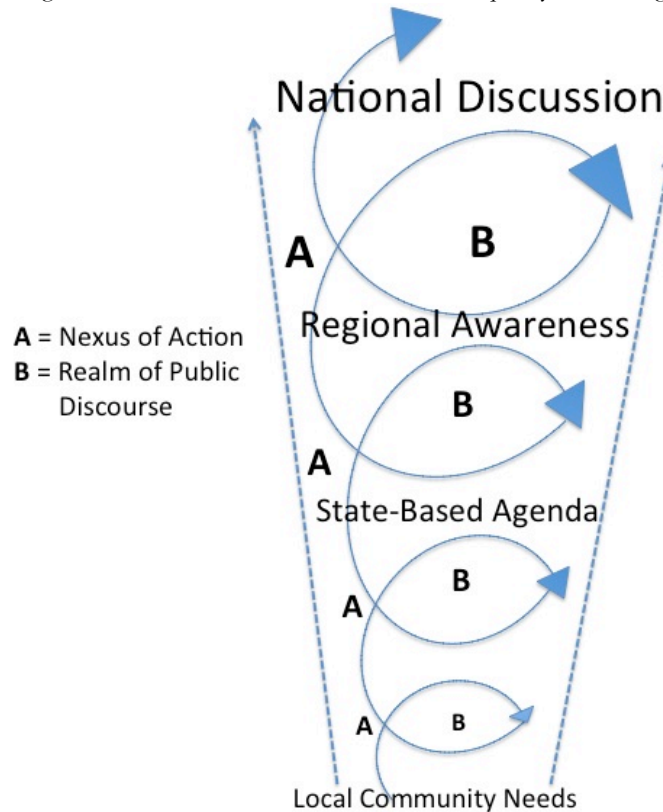 National Discussion
A
B
Regional Awareness
A = Nexus of Action
B = Realm of Public
Discourse
B
A
State-Based Agenda
B
A
A
B
Local Community Needs